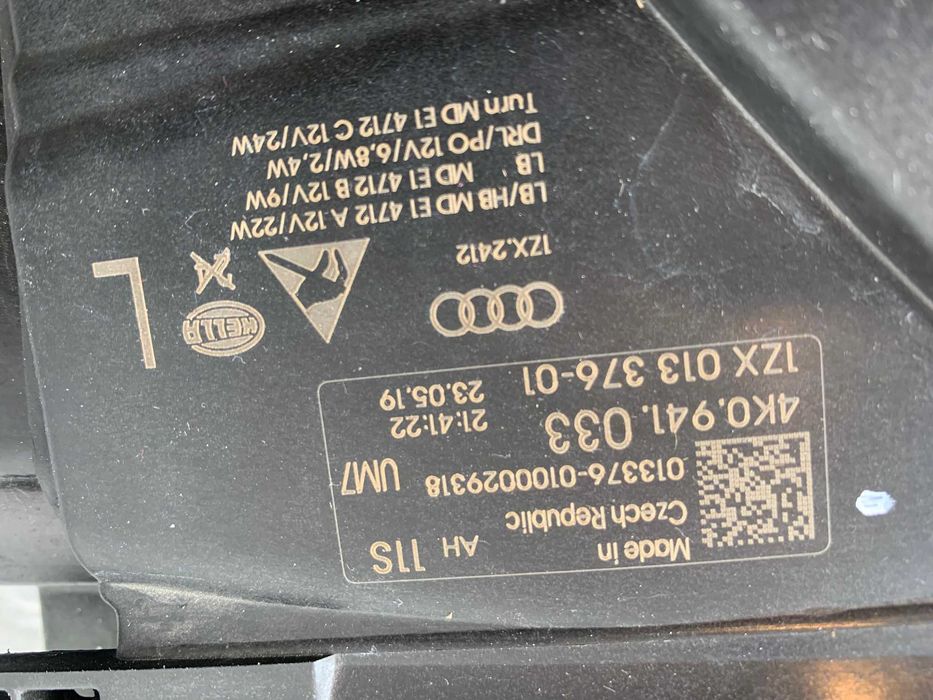 Made in
Czech Republic
AH 11S
013376-0100029318
UM7
4K0.941.033
21:41:22
23.05.19
1ZX 013 376-01
HELLA
L
1ZX.2412
LB/HB MD E1 4712 A 12V/22W
LB MD E1 4712 B 12V/9W
DRL/PO 12V/6,8W/2,4W
Turn MD E1 4712 C 12V/24W